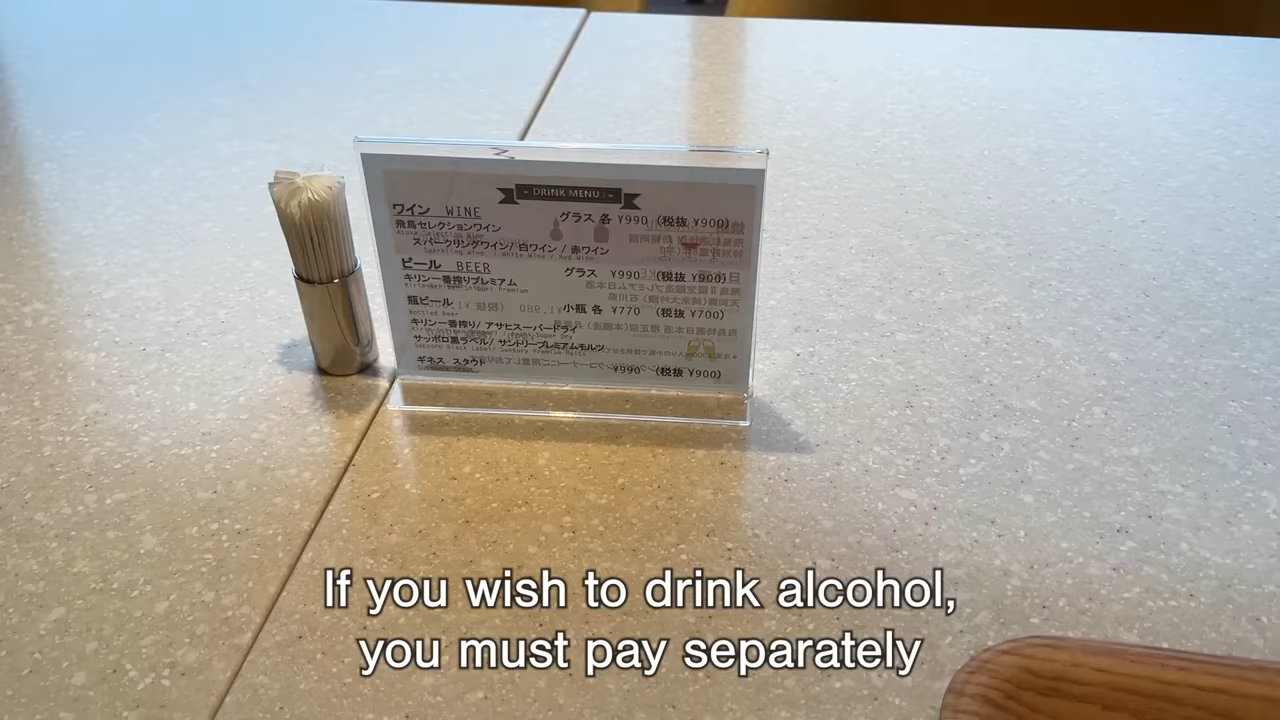 - DRINK MENU -
ワイン WINE
グラス 各 ¥990 (税抜 ¥900)
飛鳥セレクションワイン
Asuka Selection Wine
スパークリングワイン/ 白ワイン / 赤ワイン
Sparkling Wine / White Wine / Red Wine
ビール BEER
グラス ¥990 (税抜 ¥900)
キリン一番搾りプレミアム
Kirin Ichiban Shibori Premium
瓶ビール 小瓶 各 ¥770 (税抜 ¥700)
Bottled Beer
キリン一番搾り/ アサヒスーパードライ
サッポロ黒ラベル/ サントリープレミアムモルツ
Sapporo Black Label/ Suntory Premium Malts
ギネス スタウト ¥990 (税抜 ¥900)
If you wish to drink alcohol,
you must pay separately